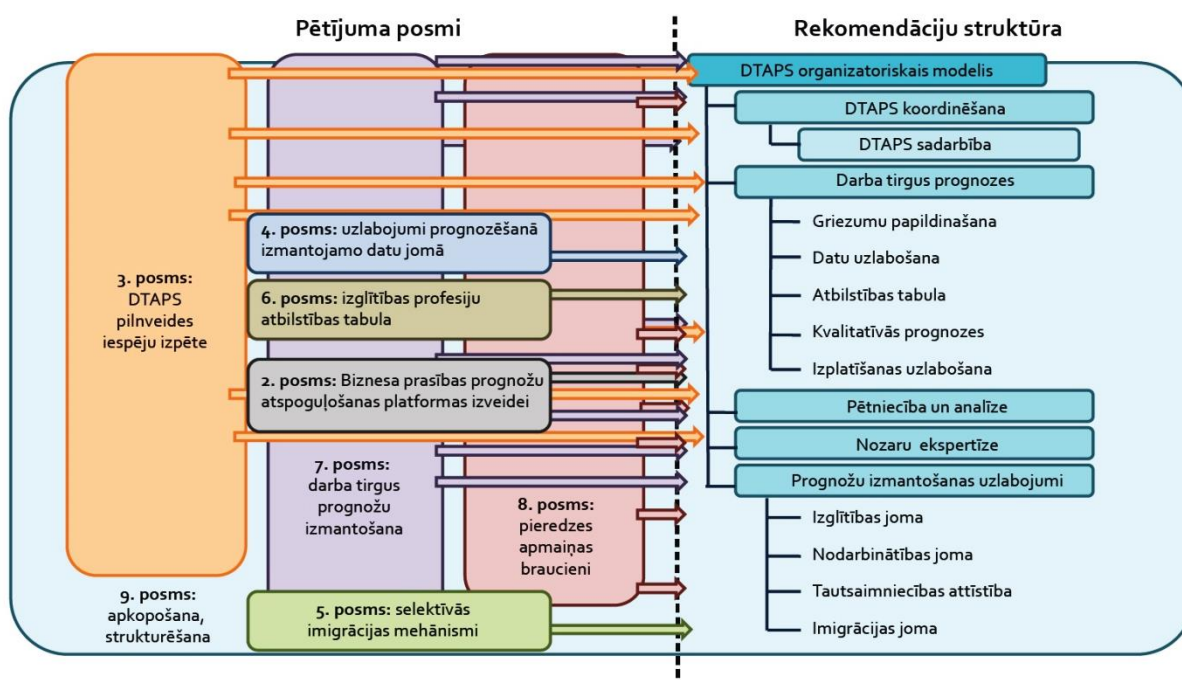 Pētījuma posmi
Rekomendāciju struktūra
3. posms:
DTAPS
pilnveides
iespēju izpēte
4. posms: uzlabojumi prognozēšanā
izmantojamo datu jomā
6. posms: izglītības profesiju
atbilstības tabula
2. posms: Biznesa prasības prognožu
atspoguļošanas platformas izveidei
7. posms:
darba tirgus
prognožu
izmantošana
8. posms:
pieredzes
apmaiņas
braucieni
9. posms:
apkopošana,
strukturēšana
5. posms: selektīvās
imigrācijas mehānismi
DTAPS organizatoriskais modelis
DTAPS koordinēšana
DTAPS sadarbība
Darba tirgus prognozes
Griezumu papildinašana
Datu uzlabošana
Atbilstības tabula
Kvalitatīvās prognozes
Izplatīšanas uzlabošana
Pētniecība un analīze
Nozaru ekspertīze
Prognožu izmantošanas uzlabojumi
Izglītības joma
Nodarbinātības joma
Tautsaimniecības attīstība
Imigrācijas joma